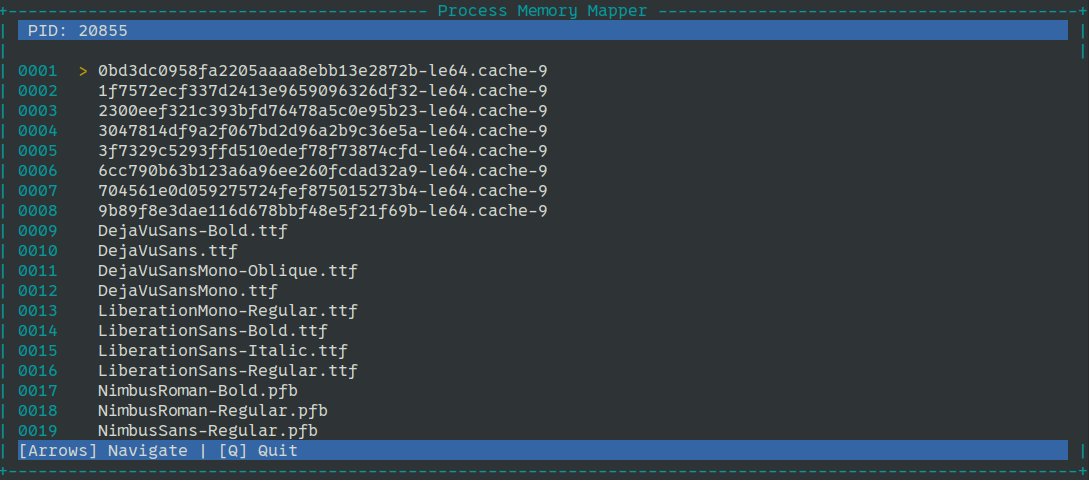 Process Memory Mapper
PID: 20855
0001 > 0bd3dc0958fa2205aaaa8ebb13e2872b-le64.cache-9
0002 1f7572ecf337d2413e9659096326df32-le64.cache-9
0003 2300eef321c393bfd76478a5c0e95b23-le64.cache-9
0004 3047814df9a2f067bd2d96a2b9c36e5a-le64.cache-9
0005 3f7329c5293ffd510edef78f73874cfd-le64.cache-9
0006 6cc790b63b123a6a96ee260fcdad32a9-le64.cache-9
0007 704561e0d059275724fef875015273b4-le64.cache-9
0008 9b89f8e3dae116d678bbf48e5f21f69b-le64.cache-9
0009 DejaVuSans-Bold.ttf
0010 DejaVuSans.ttf
0011 DejaVuSansMono-Oblique.ttf
0012 DejaVuSansMono.ttf
0013 LiberationMono-Regular.ttf
0014 LiberationSans-Bold.ttf
0015 LiberationSans-Italic.ttf
0016 LiberationSans-Regular.ttf
0017 NimbusRoman-Bold.pfb
0018 NimbusRoman-Regular.pfb
0019 NimbusSans-Regular.pfb
[Arrows] Navigate | [Q] Quit